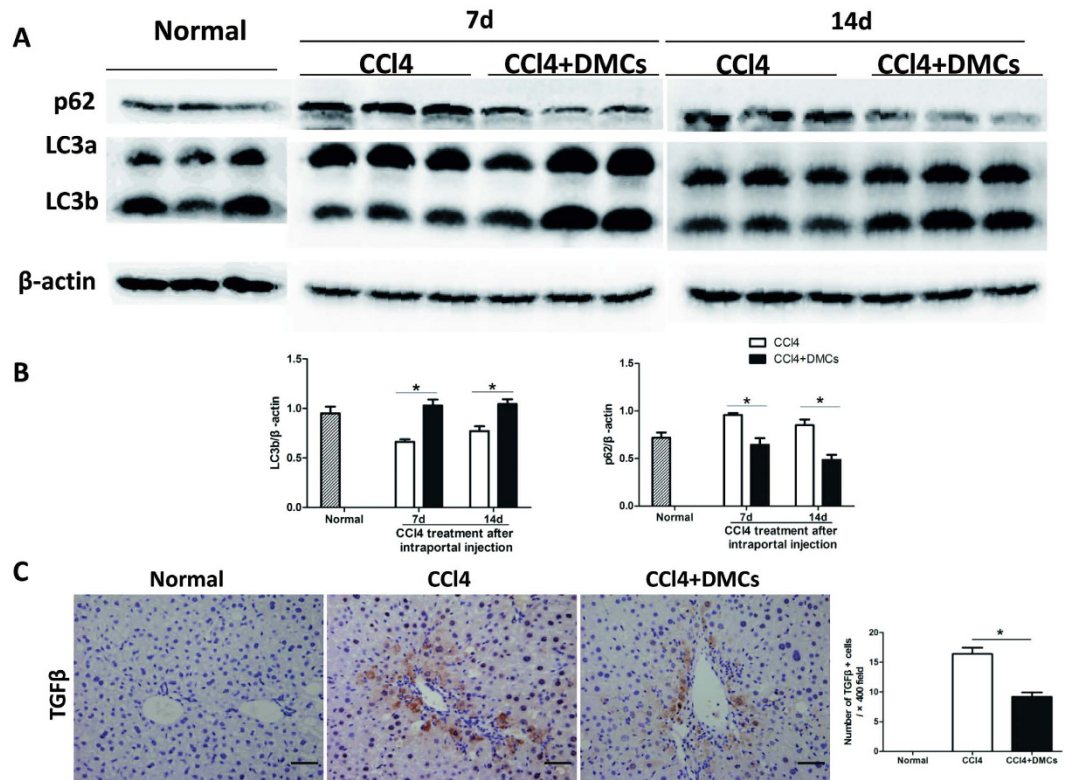 A
Normal
7d
14d
CCl4
CCl4+DMCs
CCl4
CCl4+DMCs
p62
LC3a
LC3b
β-actin
B
1.5
1.0
0.5
0.0
LC3b/β -actin
*
*
Normal
7d
14d
CCl4 treatment after
intraportal injection
CCl4
CCl4+DMCs
1.5
1.0
0.5
0.0
p62/β -actin
*
*
Normal
7d
14d
CCl4 treatment after
intraportal injection
C
Normal
CCl4
CCl4+DMCs
TGFβ
Number of TGFβ + cells
/ × 400 field
20
15
10
5
0
*
Normal
CCl4
CCl4+DMCs